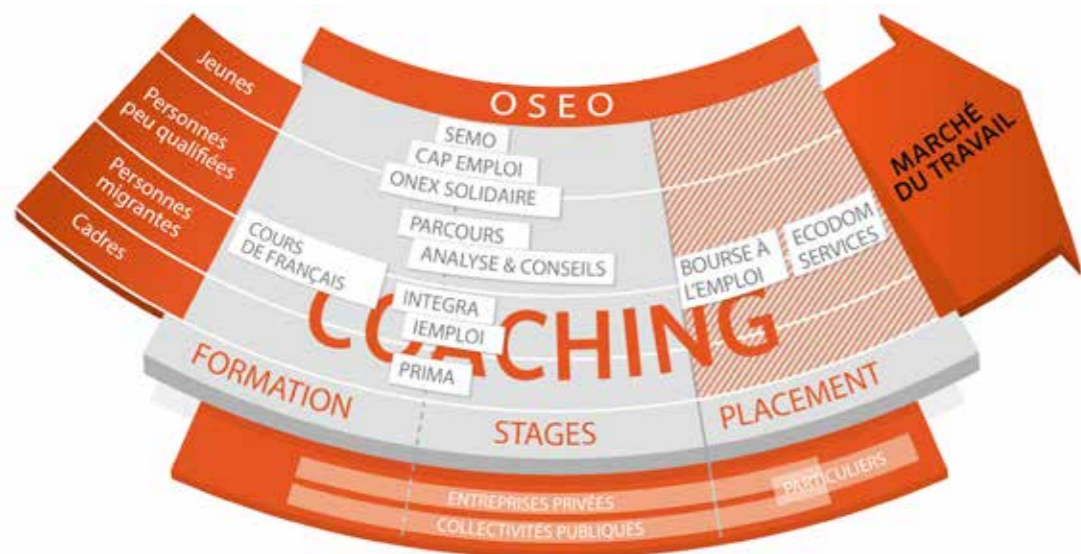 Jeunes
Personnes
peu qualifiées
Personnes
migrantes
Cadres
OSEO
SEMO
CAP EMPLOI
ONEX SOLIDAIRE
PARCOURS
ANALYSE & CONSEILS
COURS
DE FRANÇAIS
INTEGRA
IEMPLOI
PRIMA
COACHING
BOURSE À
L'EMPLOI
ECODOM
SERVICES
MARCHÉ
DU TRAVAIL
FORMATION
STAGES
PLACEMENT
ENTREPRISES PRIVÉES
COLLECTIVITÉS PUBLIQUES
PARTICULIERS